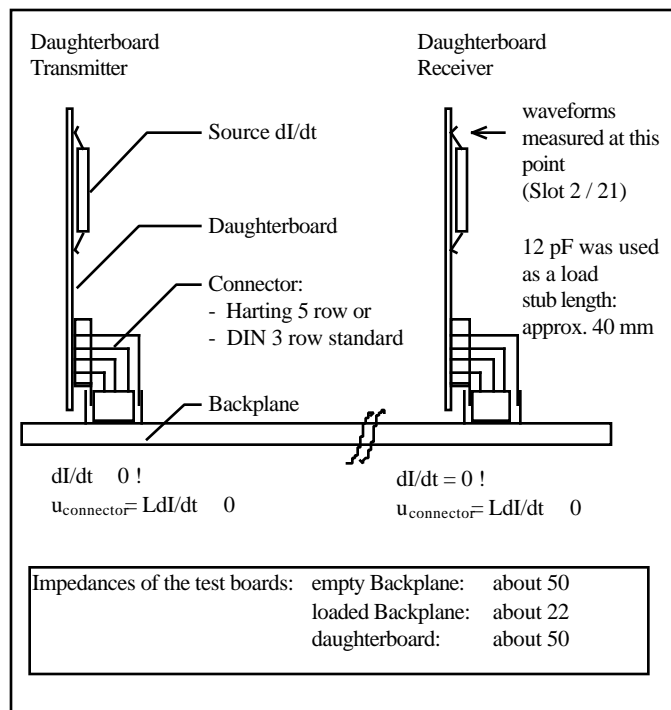 Daughterboard
Transmitter
Daughterboard
Receiver
Source dI/dt
Daughterboard
Connector:
- Harting 5 row or
- DIN 3 row standard
Backplane
waveforms
measured at this
point
(Slot 2 / 21)
12 pF was used
as a load
stub length:
approx. 40 mm
dI/dt 0 !
uconnector= LdI/dt 0
dI/dt = 0 !
uconnector= LdI/dt 0
Impedances of the test boards: empty Backplane: about 50
loaded Backplane: about 22
daughterboard: about 50